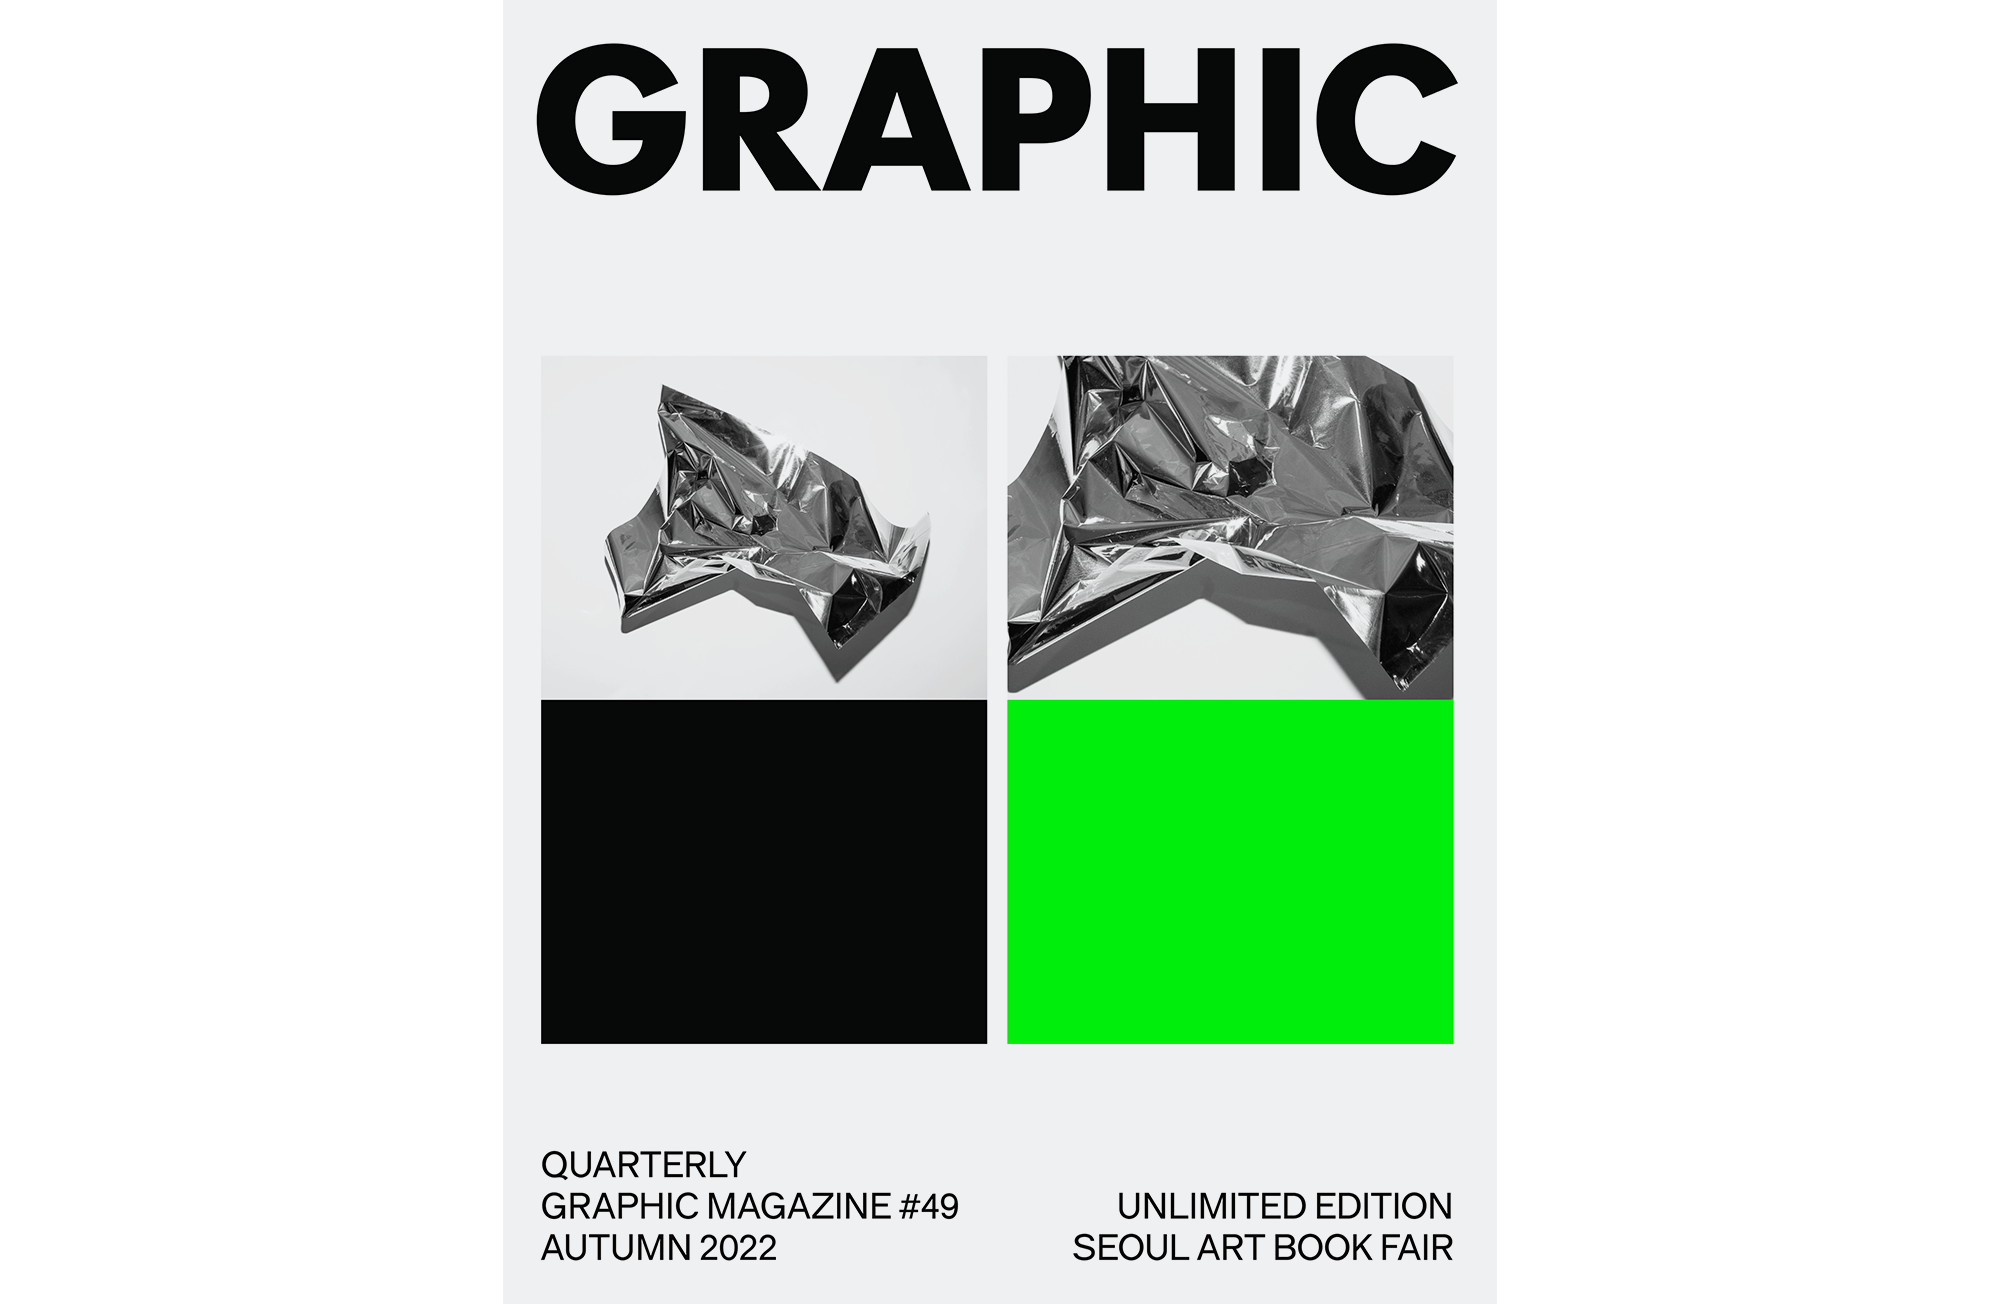 GRAPHIC
QUARTERLY
GRAPHIC MAGAZINE #49
AUTUMN 2022
UNLIMITED EDITION
SEOUL ART BOOK FAIR